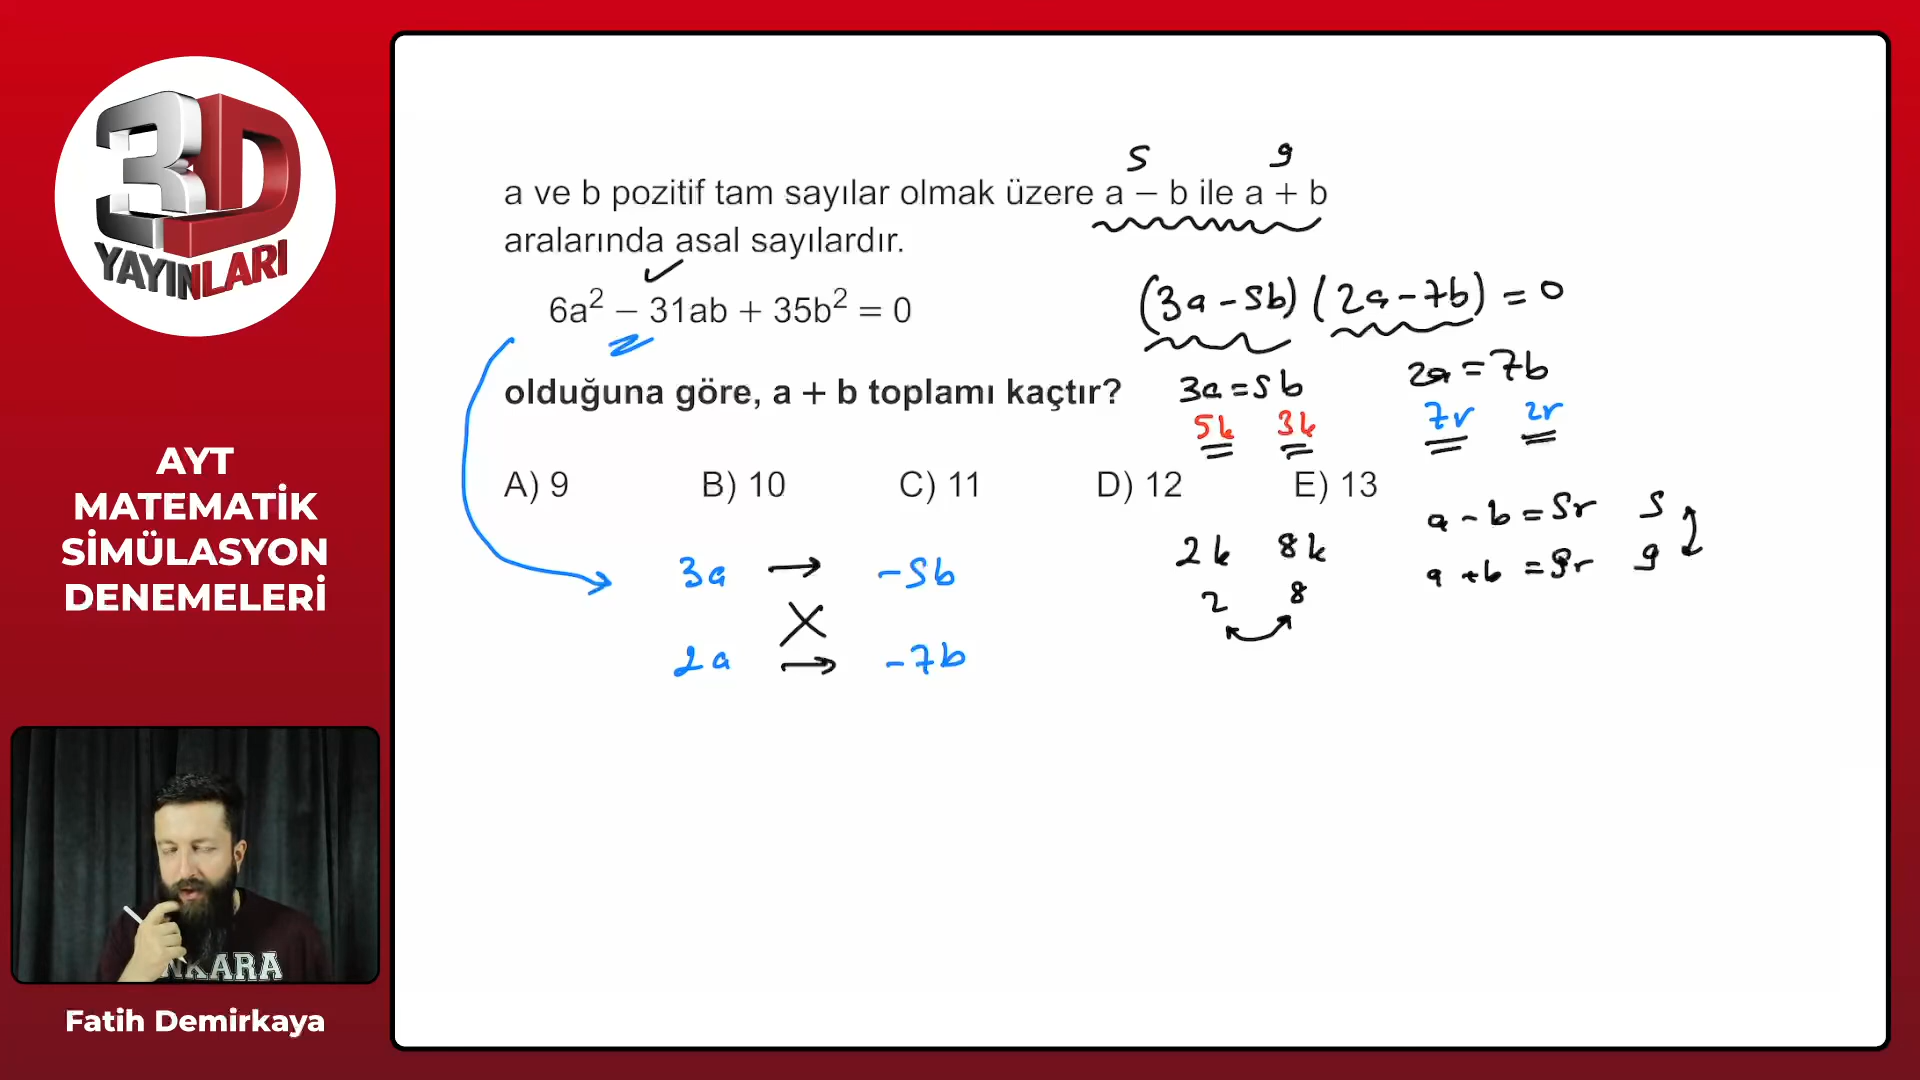 3D
YAYINLARI
AYT
MATEMATİK
SİMÜLASYON
DENEMELERİ
ANKARA
Fatih Demirkaya
5 9
a ve b pozitif tam sayılar olmak üzere a – b ile a + b
aralarında asal sayılardır.
6a² – 31ab + 35b² = 0
olduğuna göre, a + b toplamı kaçtır?
A) 9 B) 10 C) 11 D) 12 E) 13
3a → -5b
2a → -7b
(3a-5b)(2a-7b)=0
3a=5b 2a=7b
5k 3k 7r 2r
2k 8k
2 8
a-b=5r 5
a+b=9r 9